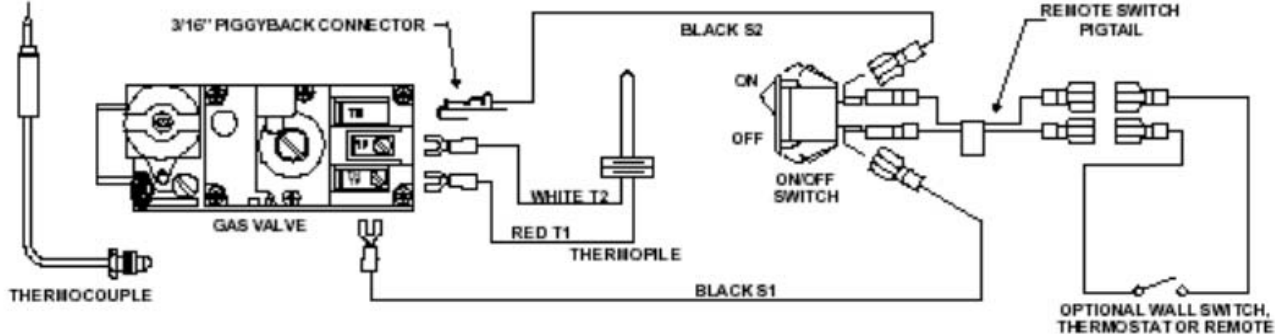 3/16" PIGGYBACK CONNECTOR
BLACK S2
REMOTE SWITCH
PIGTAIL
ON
OFF
ON/OFF
SWITCH
WHITE T2
GAS VALVE
RED T1
THERMOPILE
THERMOCOUPLE
BLACK S1
OPTIONAL WALL SWITCH,
THERMOSTAT OR REMOTE